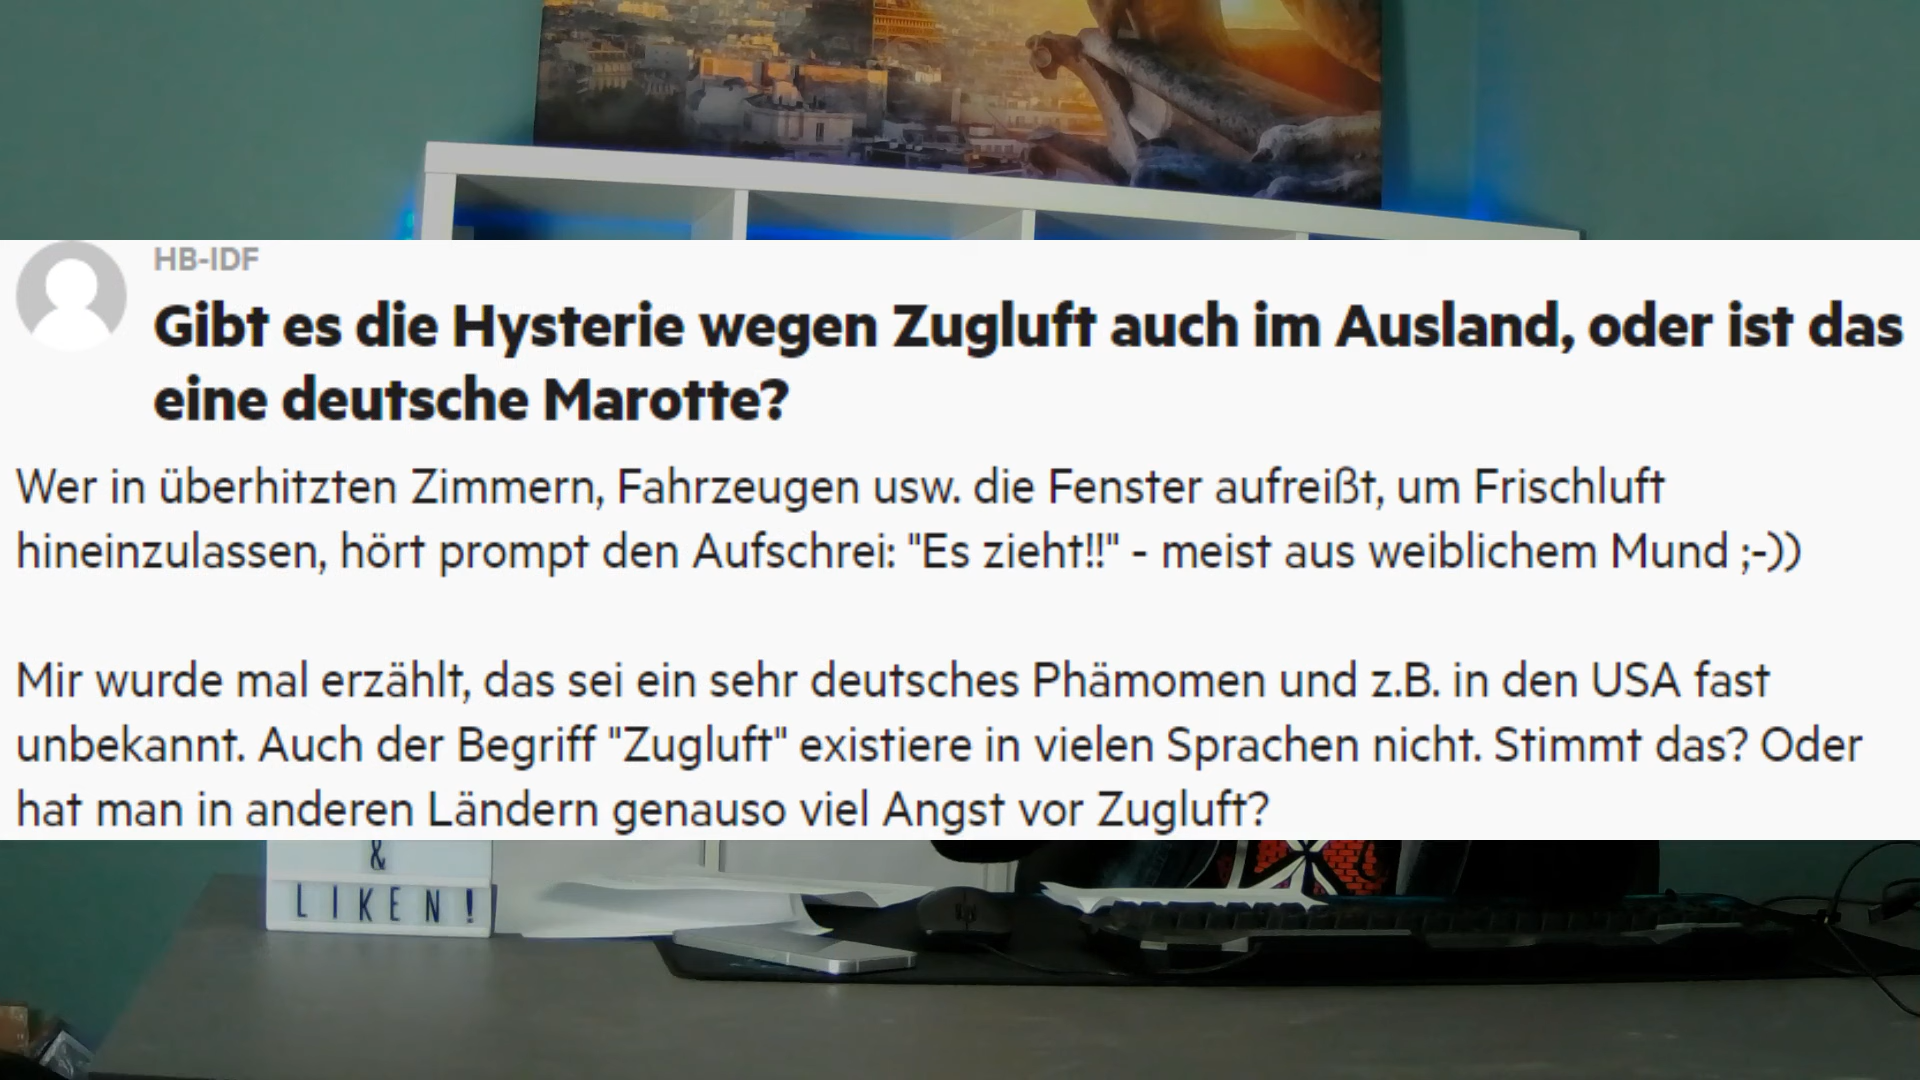 HB-IDF
Gibt es die Hysterie wegen Zugluft auch im Ausland, oder ist das
eine deutsche Marotte?
Wer in überhitzten Zimmern, Fahrzeugen usw. die Fenster aufreißt, um Frischluft
hineinzulassen, hört prompt den Aufschrei: "Es zieht!!" - meist aus weiblichem Mund ;-))
Mir wurde mal erzählt, das sei ein sehr deutsches Phämomen und z.B. in den USA fast
unbekannt. Auch der Begriff "Zugluft" existiere in vielen Sprachen nicht. Stimmt das? Oder
hat man in anderen Ländern genauso viel Angst vor Zugluft?
&
LIKEN!